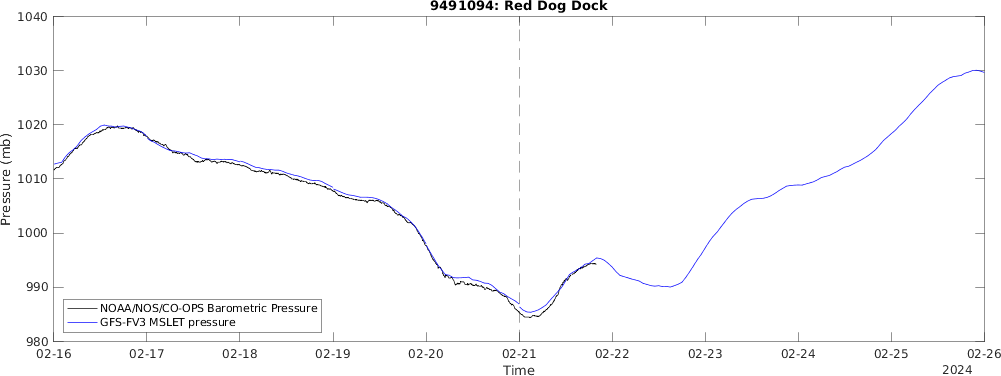 9491094: Red Dog Dock
1040
1030
1020
1010
1000
990
980
Pressure (mb)
NOAA/NOS/CO-OPS Barometric Pressure
GFS-FV3 MSLET pressure
02-16 02-17 02-18 02-19 02-20 02-21 02-22 02-23 02-24 02-25 02-26
Time
2024